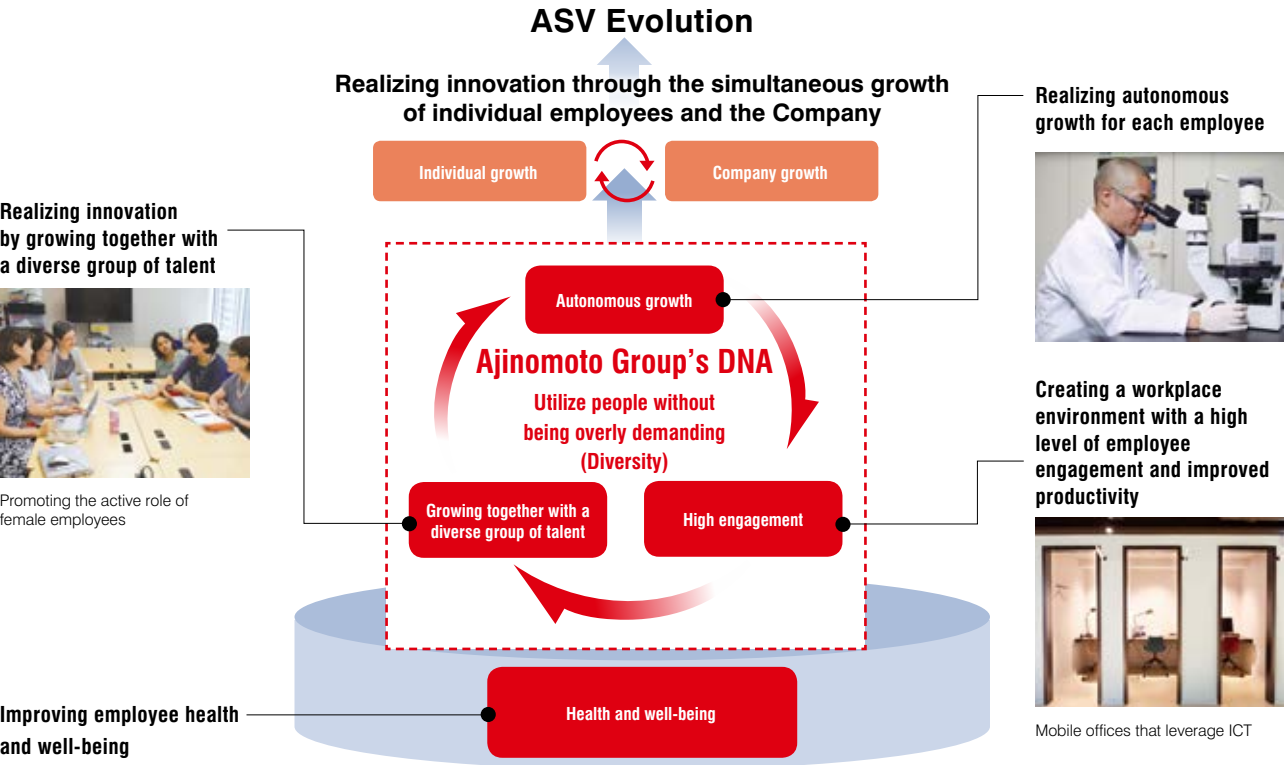 ASV Evolution
Realizing innovation through the simultaneous growth
of individual employees and the Company
Individual growth
Company growth
Realizing autonomous
growth for each employee
Realizing innovation
by growing together with
a diverse group of talent
Promoting the active role of
female employees
Autonomous growth
Ajinomoto Group's DNA
Utilize people without
being overly demanding
(Diversity)
Growing together with a
diverse group of talent
High engagement
Creating a workplace
environment with a high
level of employee
engagement and improved
productivity
Mobile offices that leverage ICT
Improving employee health
and well-being
Health and well-being